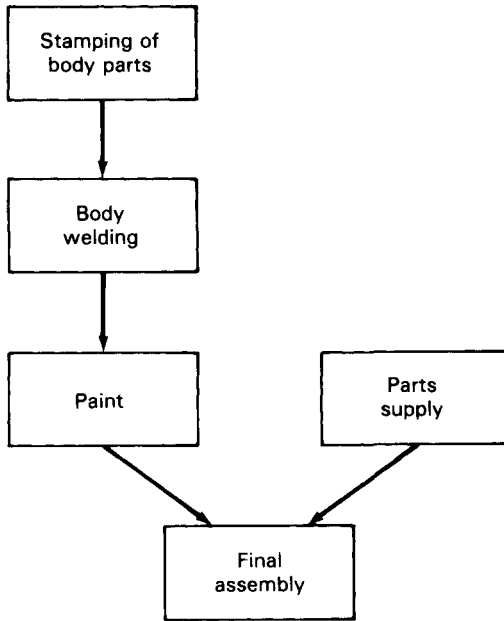 Stamping of
body parts
Body
welding
Paint
Parts
supply
Final
assembly